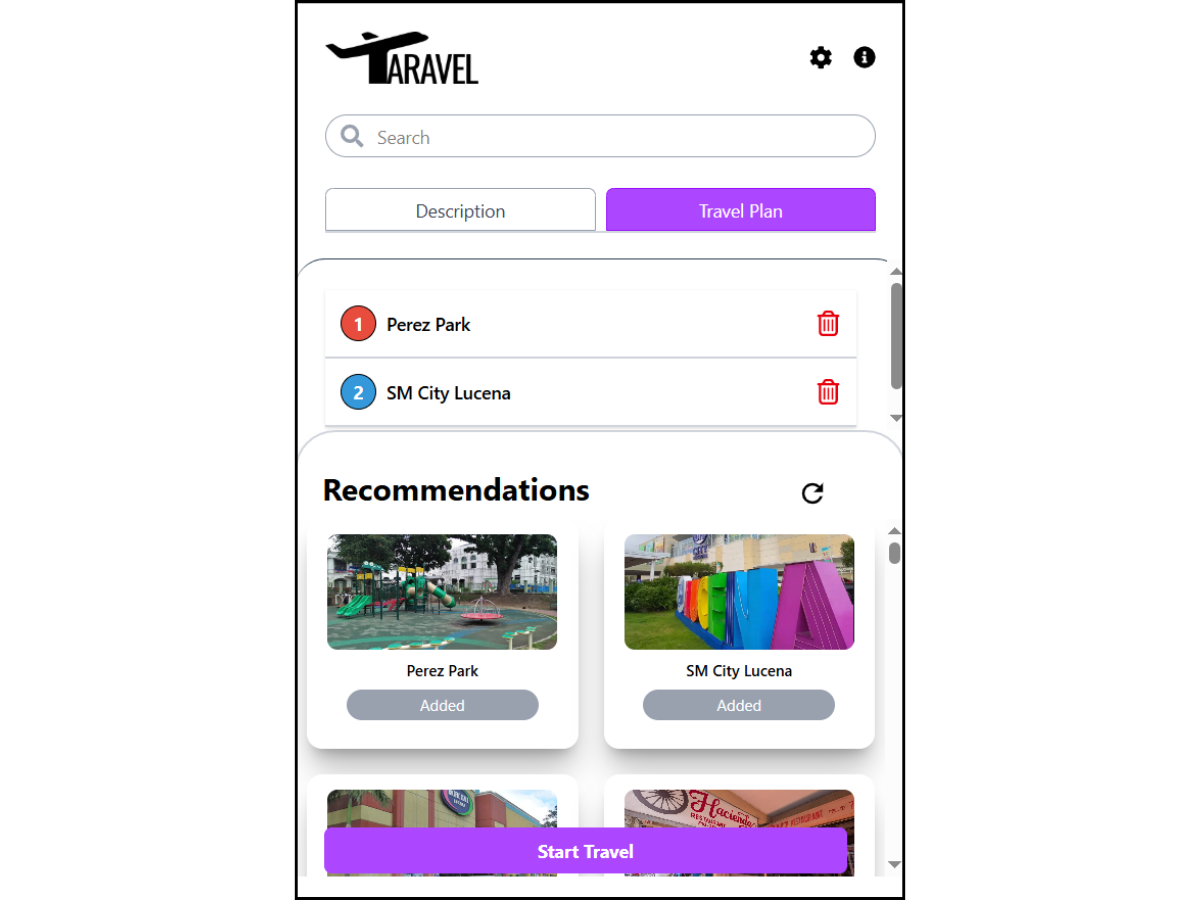 TARAVEL
Search
Description
Travel Plan
1
Perez Park
2
SM City Lucena
Recommendations
Perez Park
SM City Lucena
Added
Added
Hacienda
Start Travel